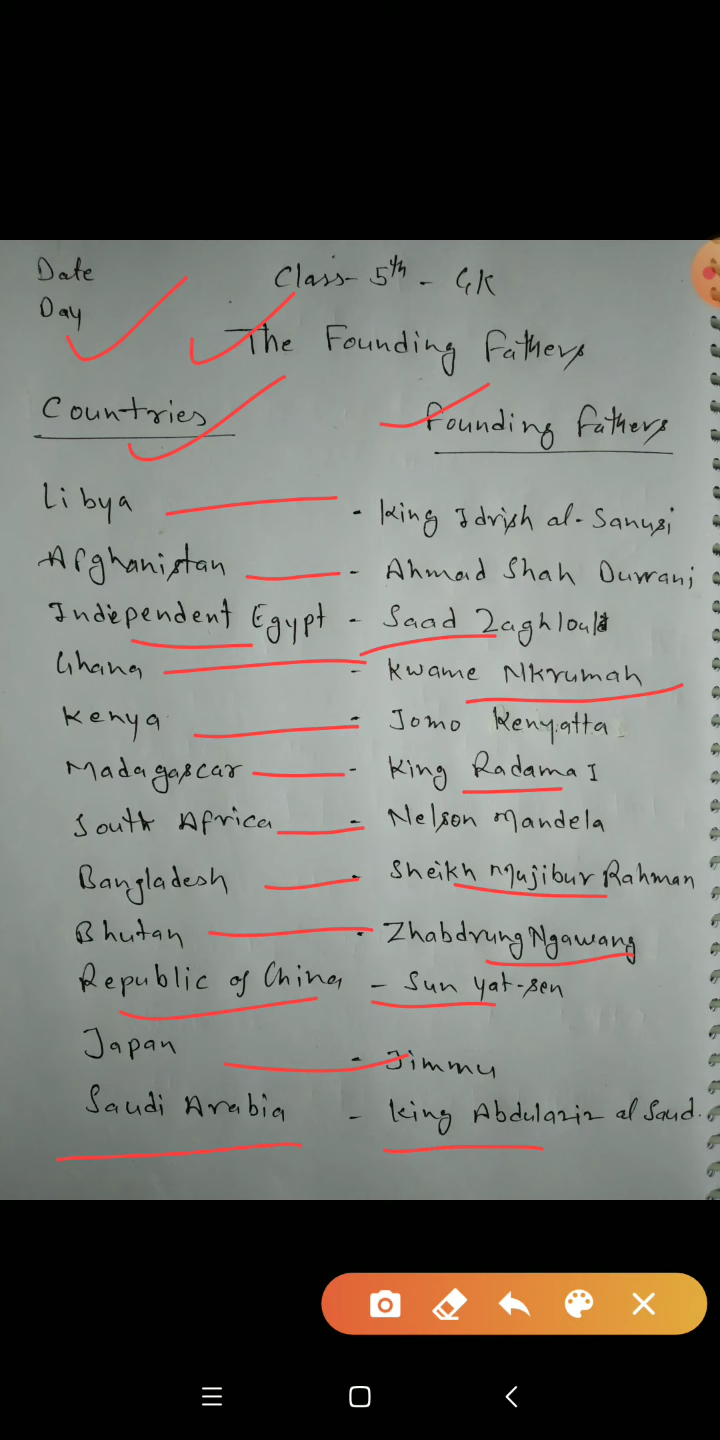 Date
Class- 5th - GK
Day
The Founding Fathers
Countries Founding Fathers
Libya - King Idrish al-Sanusi
Afghanistan - Ahmad Shah Durrani
Independent Egypt - Saad Zaghloul
Ghana - Kwame Nkrumah
Kenya - Jomo Kenyatta
Madagascar - King Radama I
South Africa - Nelson Mandela
Bangladesh - Sheikh Mujibur Rahman
Bhutan - Zhabdrung Ngawang
Republic of China - Sun Yat-sen
Japan - Jimmu
Saudi Arabia - King Abdulaziz al Saud.